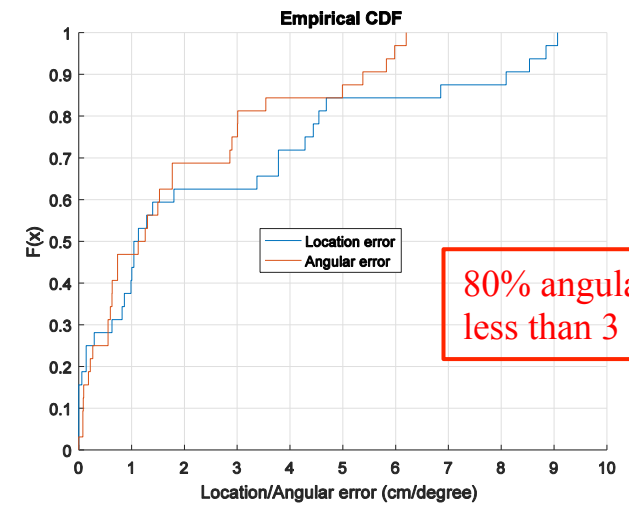 Empirical CDF
1
0.9
0.8
0.7
0.6
0.5
0.4
0.3
0.2
0.1
0
F(x)
Location error
Angular error
80% angula
less than 3
0 1 2 3 4 5 6 7 8 9 10
Location/Angular error (cm/degree)